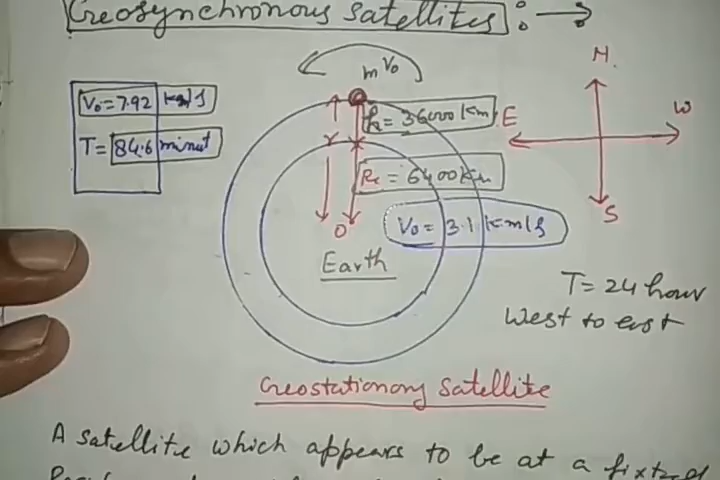 Geosynchronous satellites :→
m V₀
N
V₀ = 7.92 km/s
h = 36000 km
E
W
T = 84.6 minut
Re = 6400 km
S
O
V₀ = 3.1 km/s
Earth
T = 24 hour
West to east
Geostationary satellite
A satellite which appears to be at a fixed